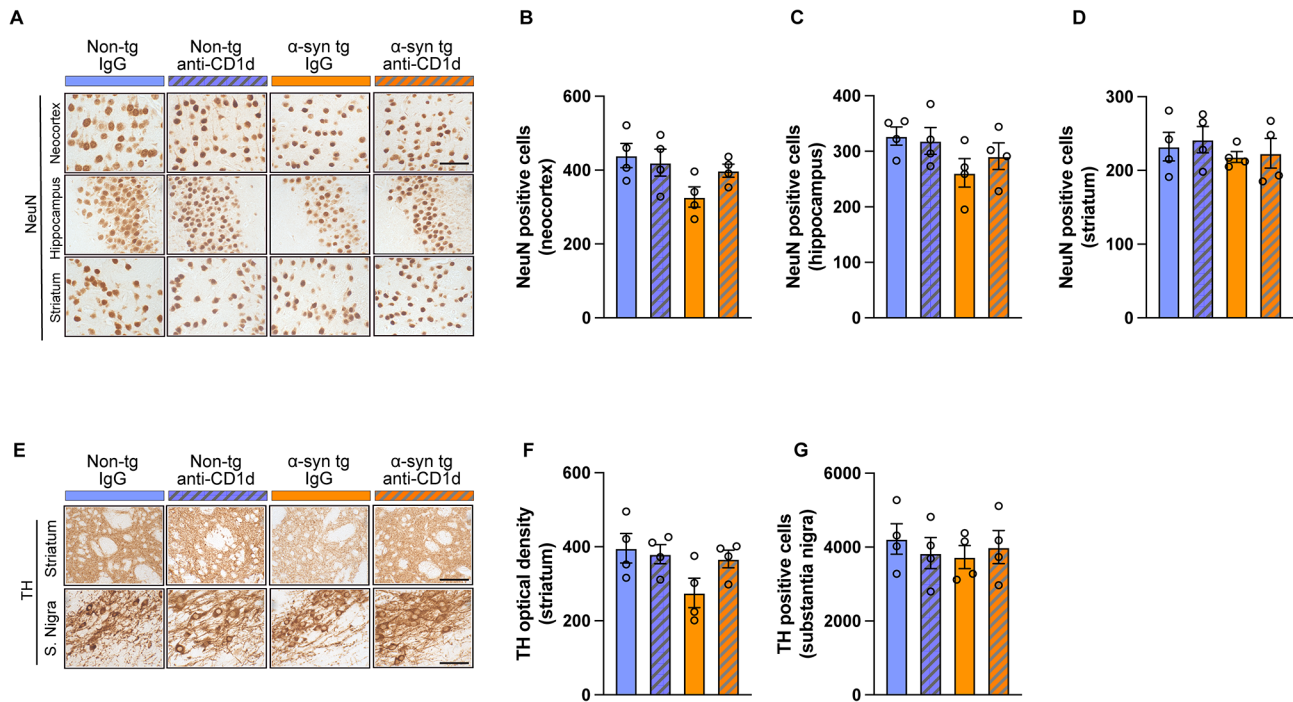 A
Non-tg
IgG
Non-tg
anti-CD1d
α-syn tg
IgG
α-syn tg
anti-CD1d
NeuN
Neocortex
Hippocampus
Striatum
B
NeuN positive cells
(neocortex)
600
400
200
0
C
NeuN positive cells
(hippocampus)
400
300
200
100
0
D
NeuN positive cells
(striatum)
300
200
100
0
E
Non-tg
IgG
Non-tg
anti-CD1d
α-syn tg
IgG
α-syn tg
anti-CD1d
TH
Striatum
S. Nigra
F
TH optical density
(striatum)
600
400
200
0
G
TH positive cells
(substantia nigra)
6000
4000
2000
0